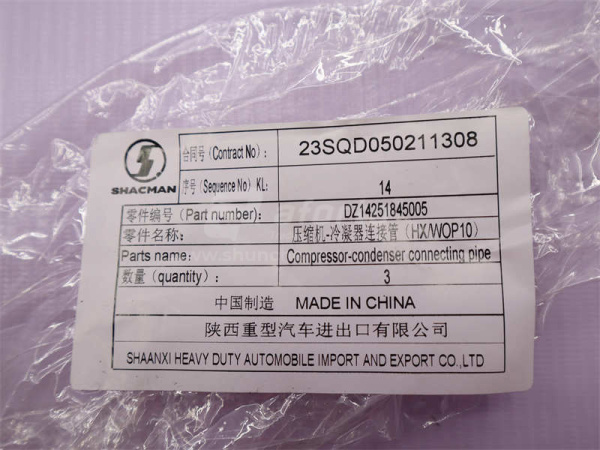 SHACMAN
合同号 (Contract No): 23SQD050211308
序号 (Sequence No) KL: 14
零件编号 (Part number): DZ14251845005
零件名称: 压缩机-冷凝器连接管 (HX/WOP10)
Parts name: Compressor-condenser connecting pipe
数量 (quantity): 3
中国制造 MADE IN CHINA
陕西重型汽车进出口有限公司
SHAANXI HEAVY DUTY AUTOMOBILE IMPORT AND EXPORT CO.,LTD